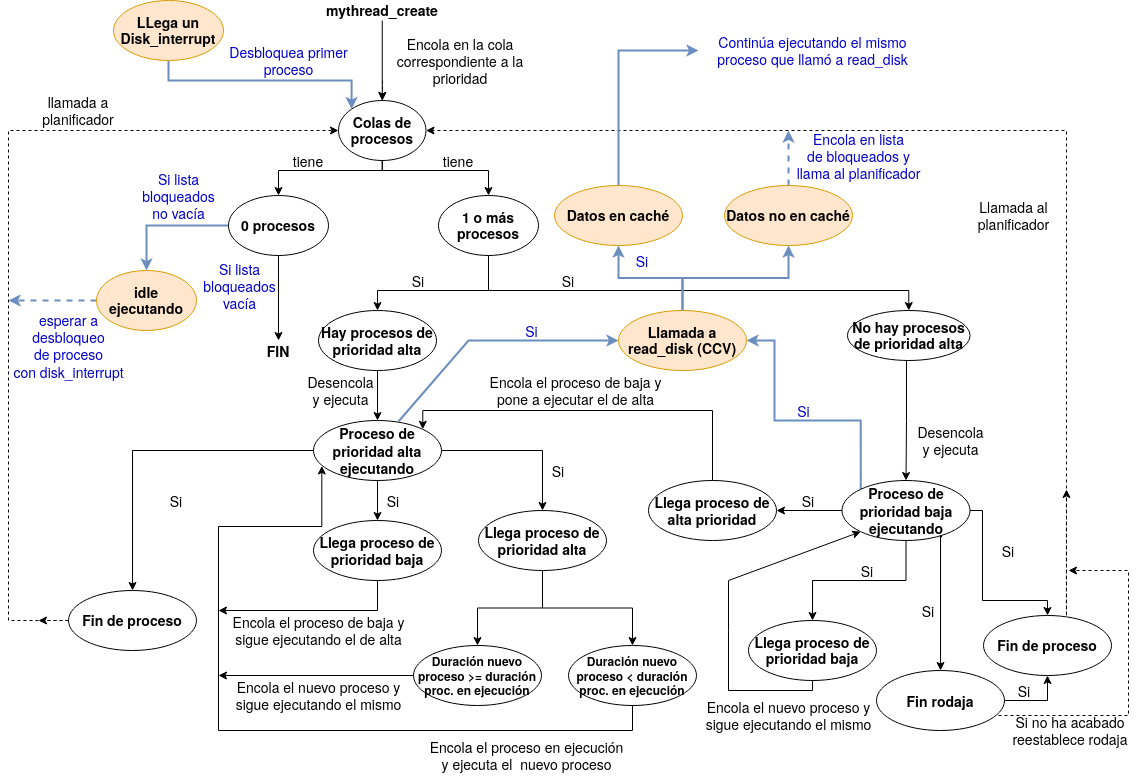 mythread_create
LLega un
Disk_interrupt
Desbloquea primer
proceso
Encola en la cola
correspondiente a la
prioridad
Continúa ejecutando el mismo
proceso que llamó a read_disk
llamada a
planificador
Colas de
procesos
Encola en lista
de bloqueados y
llama al planificador
tiene
tiene
Si lista
bloqueados
no vacía
0 procesos
1 o más
procesos
Datos en caché
Datos no en caché
Llamada al
planificador
Si lista
bloqueados
vacía
Si
Si
Si
idle
ejecutando
esperar a
desbloqueo
de proceso
con disk_interrupt
FIN
Hay procesos de
prioridad alta
Si
Llamada a
read_disk (CCV)
No hay procesos
de prioridad alta
Desencola
y ejecuta
Encola el proceso de baja y
pone a ejecutar el de alta
Si
Desencola
y ejecuta
Proceso de
prioridad alta
ejecutando
Si
Si
Si
Llega proceso de
alta prioridad
Si
Proceso de
prioridad baja
ejecutando
Llega proceso de
prioridad baja
Llega proceso de
prioridad alta
Si
Si
Si
Fin de proceso
Encola el proceso de baja y
sigue ejecutando el de alta
Llega proceso de
prioridad baja
Fin de proceso
Duración nuevo
proceso >= duración
proc. en ejecución
Duración nuevo
proceso < duración
proc. en ejecución
Encola el nuevo proceso y
sigue ejecutando el mismo
Encola el nuevo proceso y
sigue ejecutando el mismo
Fin rodaja
Si
Si no ha acabado
reestablece rodaja
Encola el proceso en ejecución
y ejecuta el  nuevo proceso